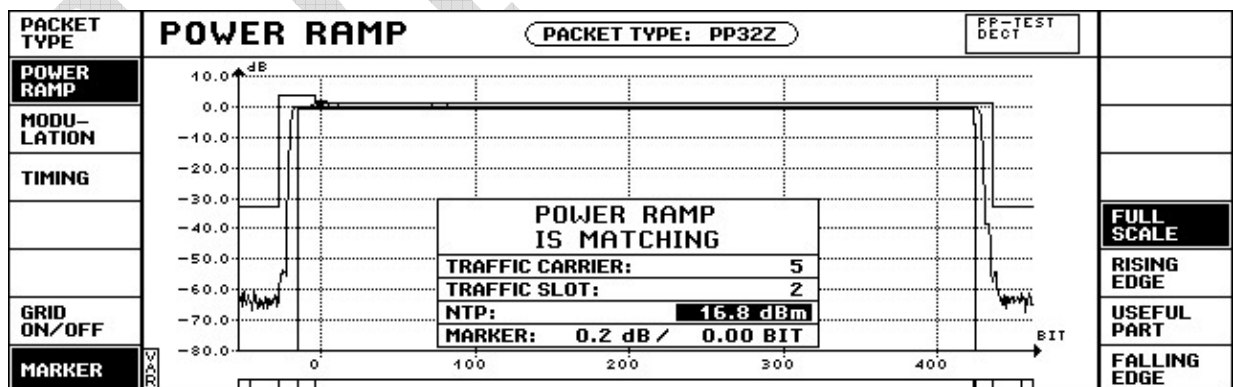 PACKET
TYPE
POWER RAMP
PACKET TYPE: PP32Z
PP-TEST
DECT
POWER
RAMP
MODU-
LATION
TIMING
GRID
ON/OFF
MARKER
dB
10.0
0.0
-10.0
-20.0
-30.0
-40.0
-50.0
-60.0
-70.0
-80.0
POWER RAMP
IS MATCHING
TRAFFIC CARRIER: 5
TRAFFIC SLOT: 2
NTP: 16.8 dBm
MARKER: 0.2 dB/ 0.00 BIT
BIT
VAR
0 100 200 300 400
FULL
SCALE
RISING
EDGE
USEFUL
PART
FALLING
EDGE